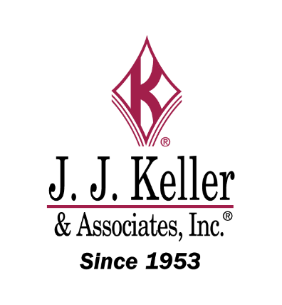 K®
J. J. Keller
& Associates, Inc.®
Since 1953